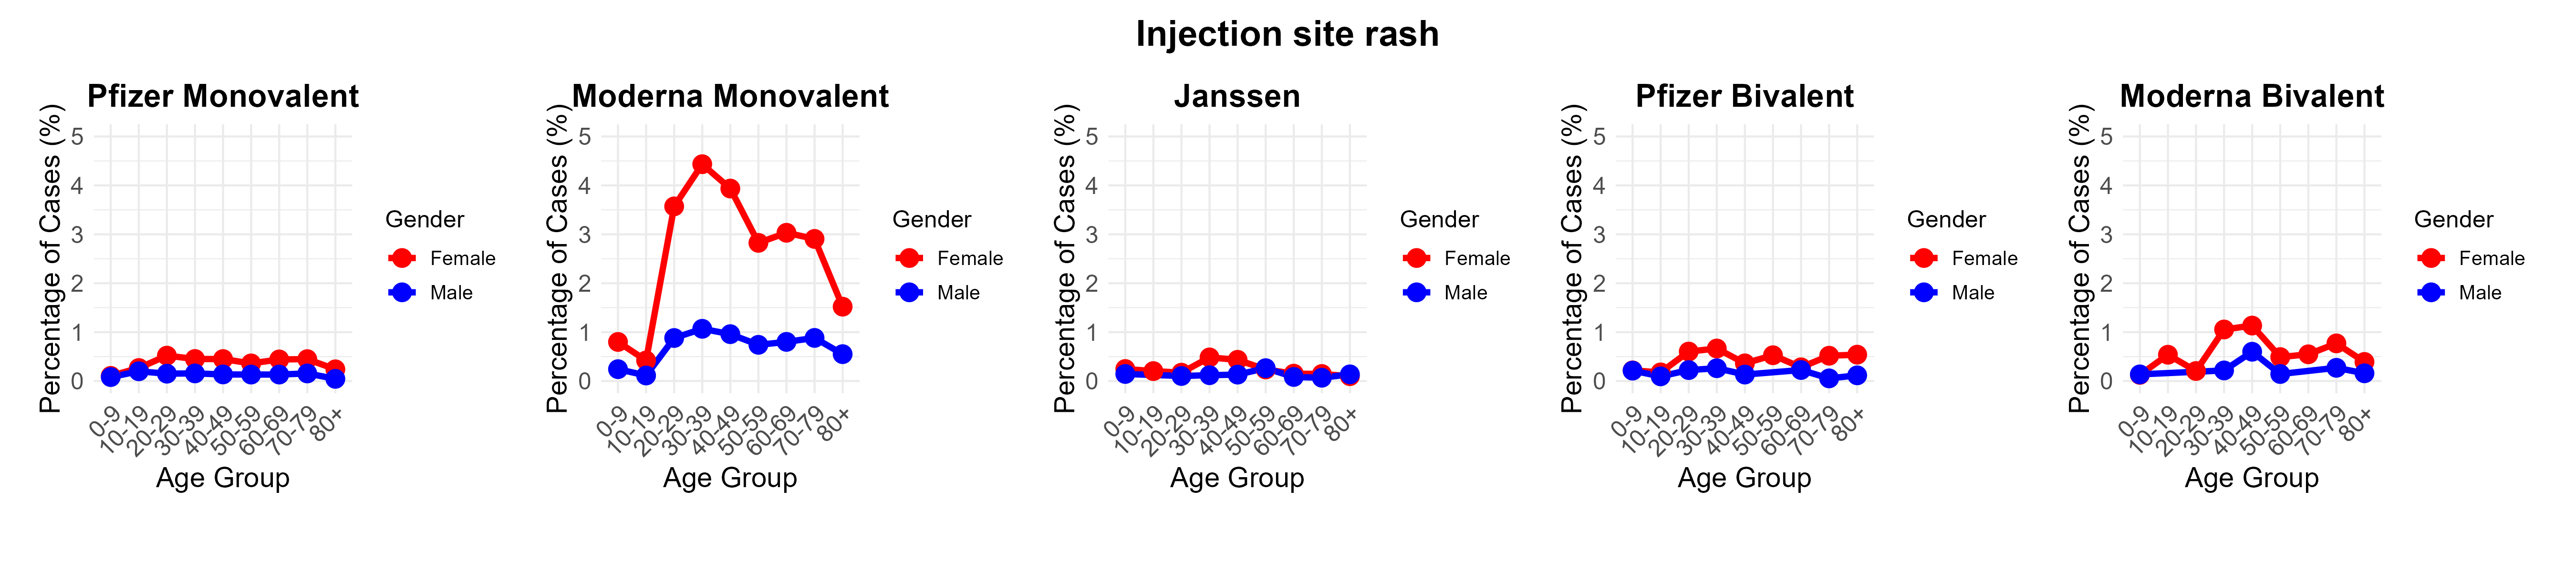 Injection site rash
Pfizer Monovalent
Percentage of Cases (%)
5
4
3
2
1
0
0-9
10-19
20-29
30-39
40-49
50-59
60-69
70-79
80+
Age Group
Gender
Female
Male
Moderna Monovalent
Percentage of Cases (%)
5
4
3
2
1
0
0-9
10-19
20-29
30-39
40-49
50-59
60-69
70-79
80+
Age Group
Gender
Female
Male
Janssen
Percentage of Cases (%)
5
4
3
2
1
0
0-9
10-19
20-29
30-39
40-49
50-59
60-69
70-79
80+
Age Group
Gender
Female
Male
Pfizer Bivalent
Percentage of Cases (%)
5
4
3
2
1
0
0-9
10-19
20-29
30-39
40-49
50-59
60-69
70-79
80+
Age Group
Gender
Female
Male
Moderna Bivalent
Percentage of Cases (%)
5
4
3
2
1
0
0-9
10-19
20-29
30-39
40-49
50-59
60-69
70-79
80+
Age Group
Gender
Female
Male